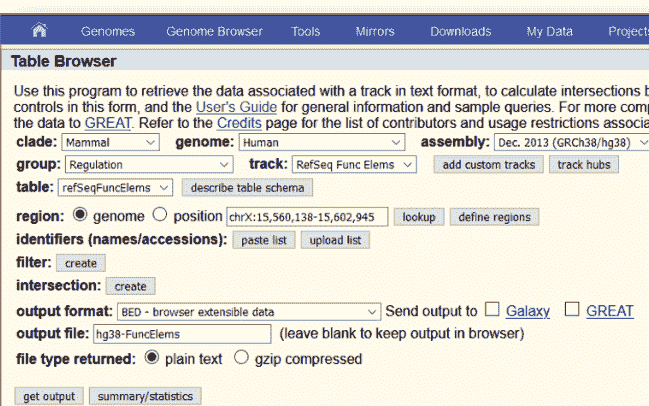 Genomes Genome Browser Tools Mirrors Downloads My Data Projects
Table Browser
Use this program to retrieve the data associated with a track in text format, to calculate intersections
controls in this form, and the User's Guide for general information and sample queries. For more
the data to GREAT. Refer to the Credits page for the list of contributors and usage restrictions
clade: Mammal genome: Human assembly: Dec. 2013 (GRCh38/hg38)
group: Regulation track: RefSeq Func Elems add custom tracks track hubs
table: refSeqFuncElems describe table schema
region: genome position chrX:15,560,138-15,602,945 lookup define regions
identifiers (names/accessions): paste list upload list
filter: create
intersection: create
output format: BED - browser extensible data Send output to Galaxy GREAT
output file: hg38-FuncElems (leave blank to keep output in browser)
file type returned: plain text gzip compressed
get output summary/statistics